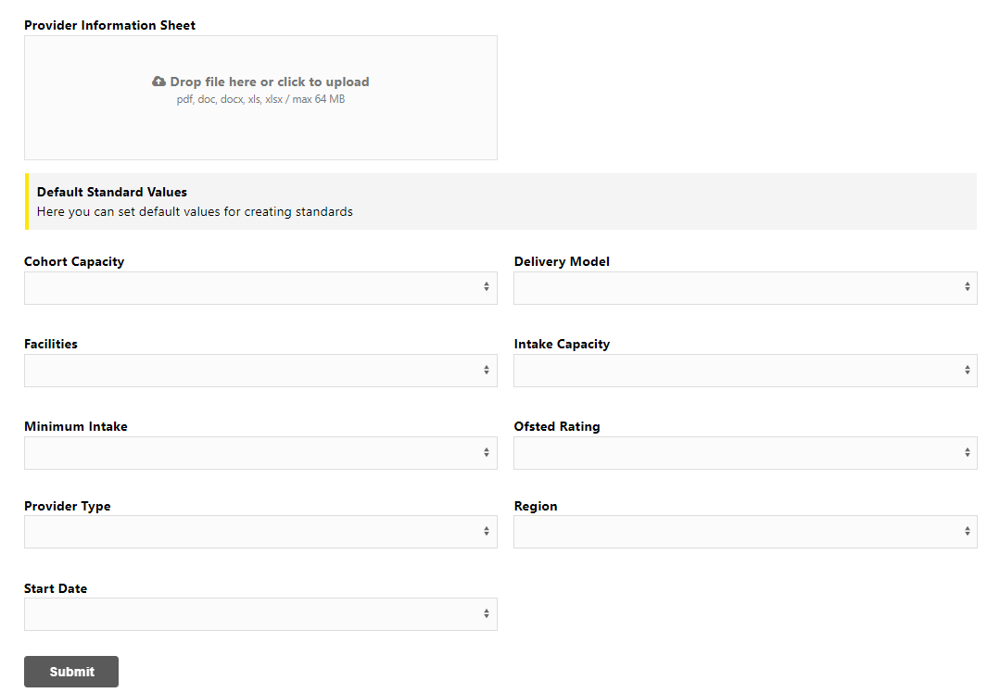 Provider Information Sheet
Drop file here or click to upload
pdf, doc, docx, xls, xlsx / max 64 MB
Default Standard Values
Here you can set default values for creating standards
Cohort Capacity
Delivery Model
Facilities
Intake Capacity
Minimum Intake
Ofsted Rating
Provider Type
Region
Start Date
Submit